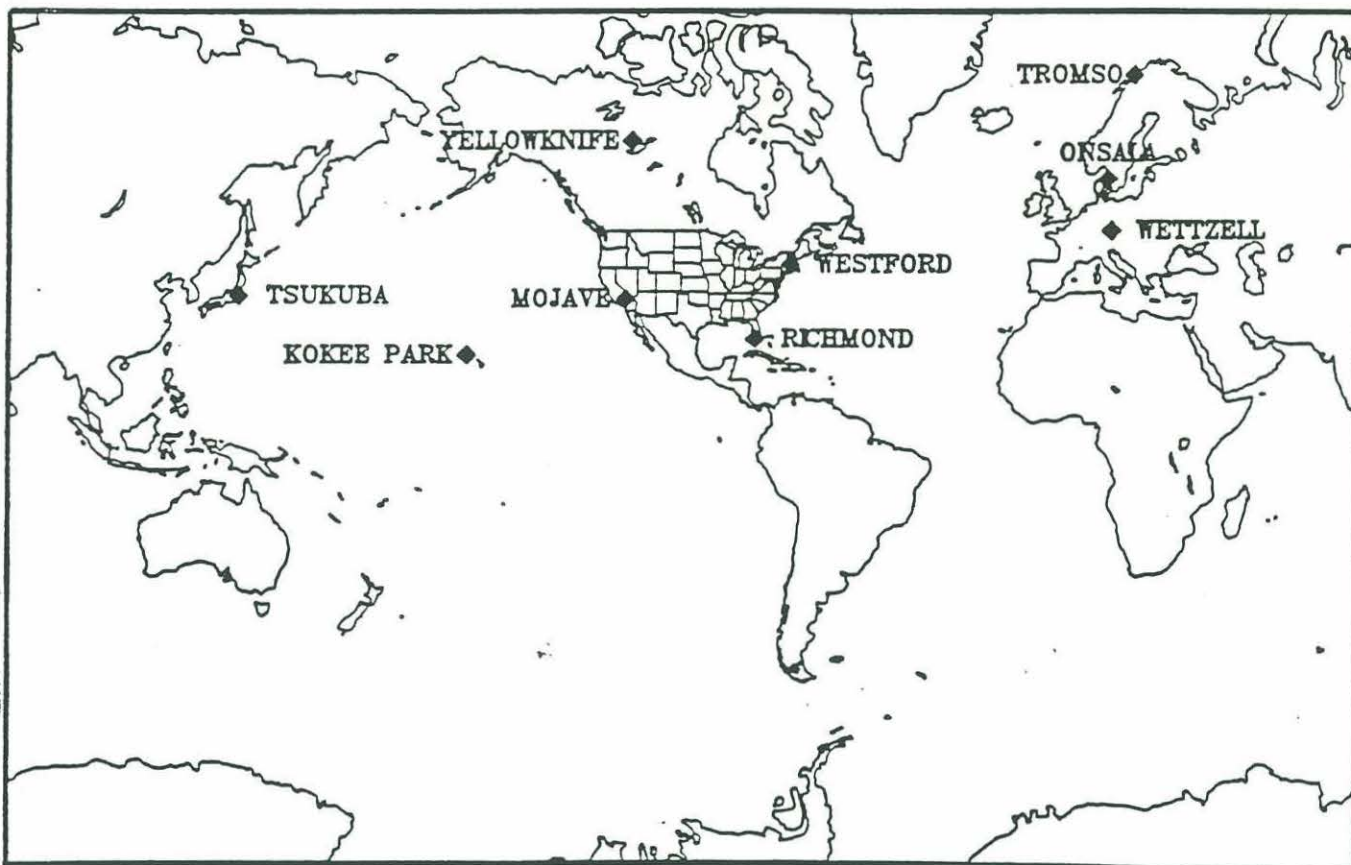 TROMSO
YELLOWKNIFE
ONSALA
WETTZELL
WESTFORD
TSUKUBA
MOJAVE
RICHMOND
KOKEE PARK